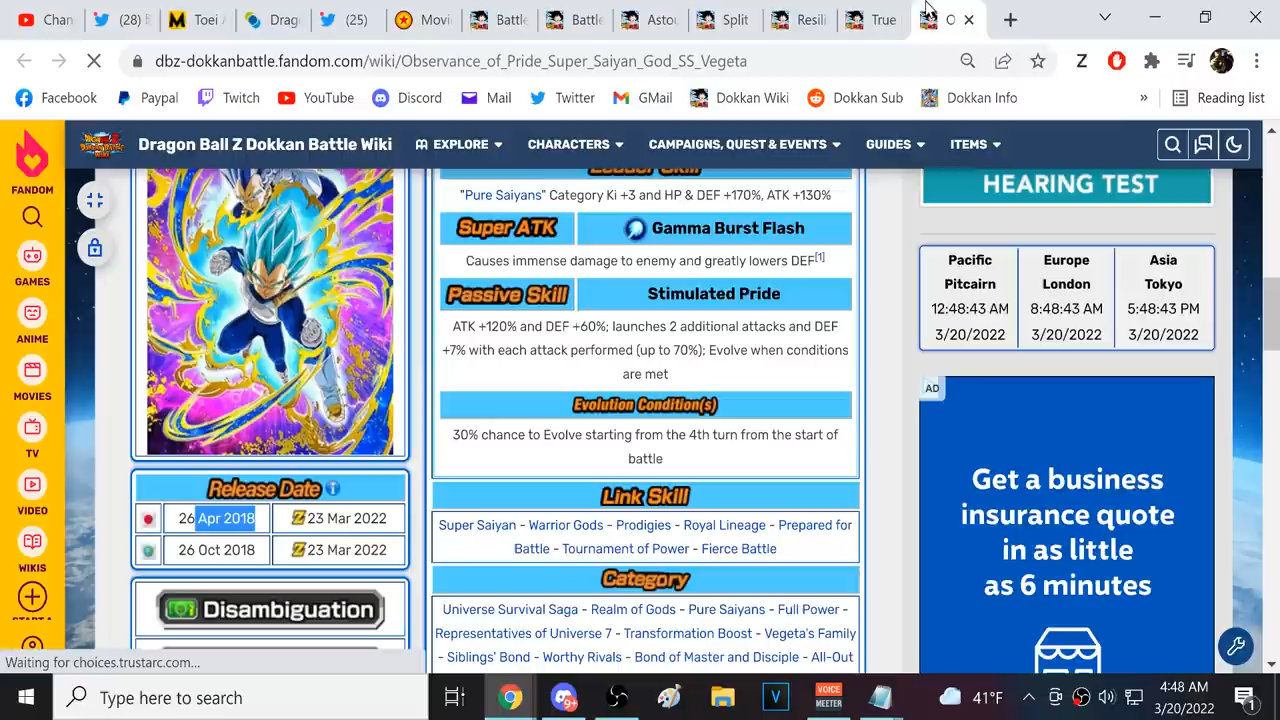 Chan
(28)
Toei
Drag
(25)
Movi
Battle
Battle
Astou
Split
Resili
True
O
dbz-dokkanbattle.fandom.com/wiki/Observance_of_Pride_Super_Saiyan_God_SS_Vegeta
Z
Facebook
Paypal
Twitch
YouTube
Discord
Mail
Twitter
GMail
Dokkan Wiki
Dokkan Sub
Dokkan Info
»
Reading list
Dragon Ball Z Dokkan Battle Wiki
EXPLORE
CHARACTERS
CAMPAIGNS, QUEST & EVENTS
GUIDES
ITEMS
FANDOM
GAMES
ANIME
MOVIES
TV
VIDEO
WIKIS
START A
Leader Skill
"Pure Saiyans" Category Ki +3 and HP & DEF +170%, ATK +130%
Super ATK
Gamma Burst Flash
Causes immense damage to enemy and greatly lowers DEF[1]
Passive Skill
Stimulated Pride
ATK +120% and DEF +60%; launches 2 additional attacks and DEF
+7% with each attack performed (up to 70%); Evolve when conditions
are met
Evolution Condition(s)
30% chance to Evolve starting from the 4th turn from the start of
battle
Link Skill
Super Saiyan - Warrior Gods - Prodigies - Royal Lineage - Prepared for
Battle - Tournament of Power - Fierce Battle
Category
Universe Survival Saga - Realm of Gods - Pure Saiyans - Full Power -
Representatives of Universe 7 - Transformation Boost - Vegeta's Family
- Siblings' Bond - Worthy Rivals - Bond of Master and Disciple - All-Out
Release Date
26 Apr 2018
Z 23 Mar 2022
26 Oct 2018
Z 23 Mar 2022
Disambiguation
HEARING TEST
Pacific
Pitcairn
12:48:43 AM
3/20/2022
Europe
London
8:48:43 AM
3/20/2022
Asia
Tokyo
5:48:43 PM
3/20/2022
AD
Get a business
insurance quote
in as little
as 6 minutes
Waiting for choices.trustarc.com...
Type here to search
9+
V
VOICE
MEETER
41°F
4:48 AM
3/20/2022
1